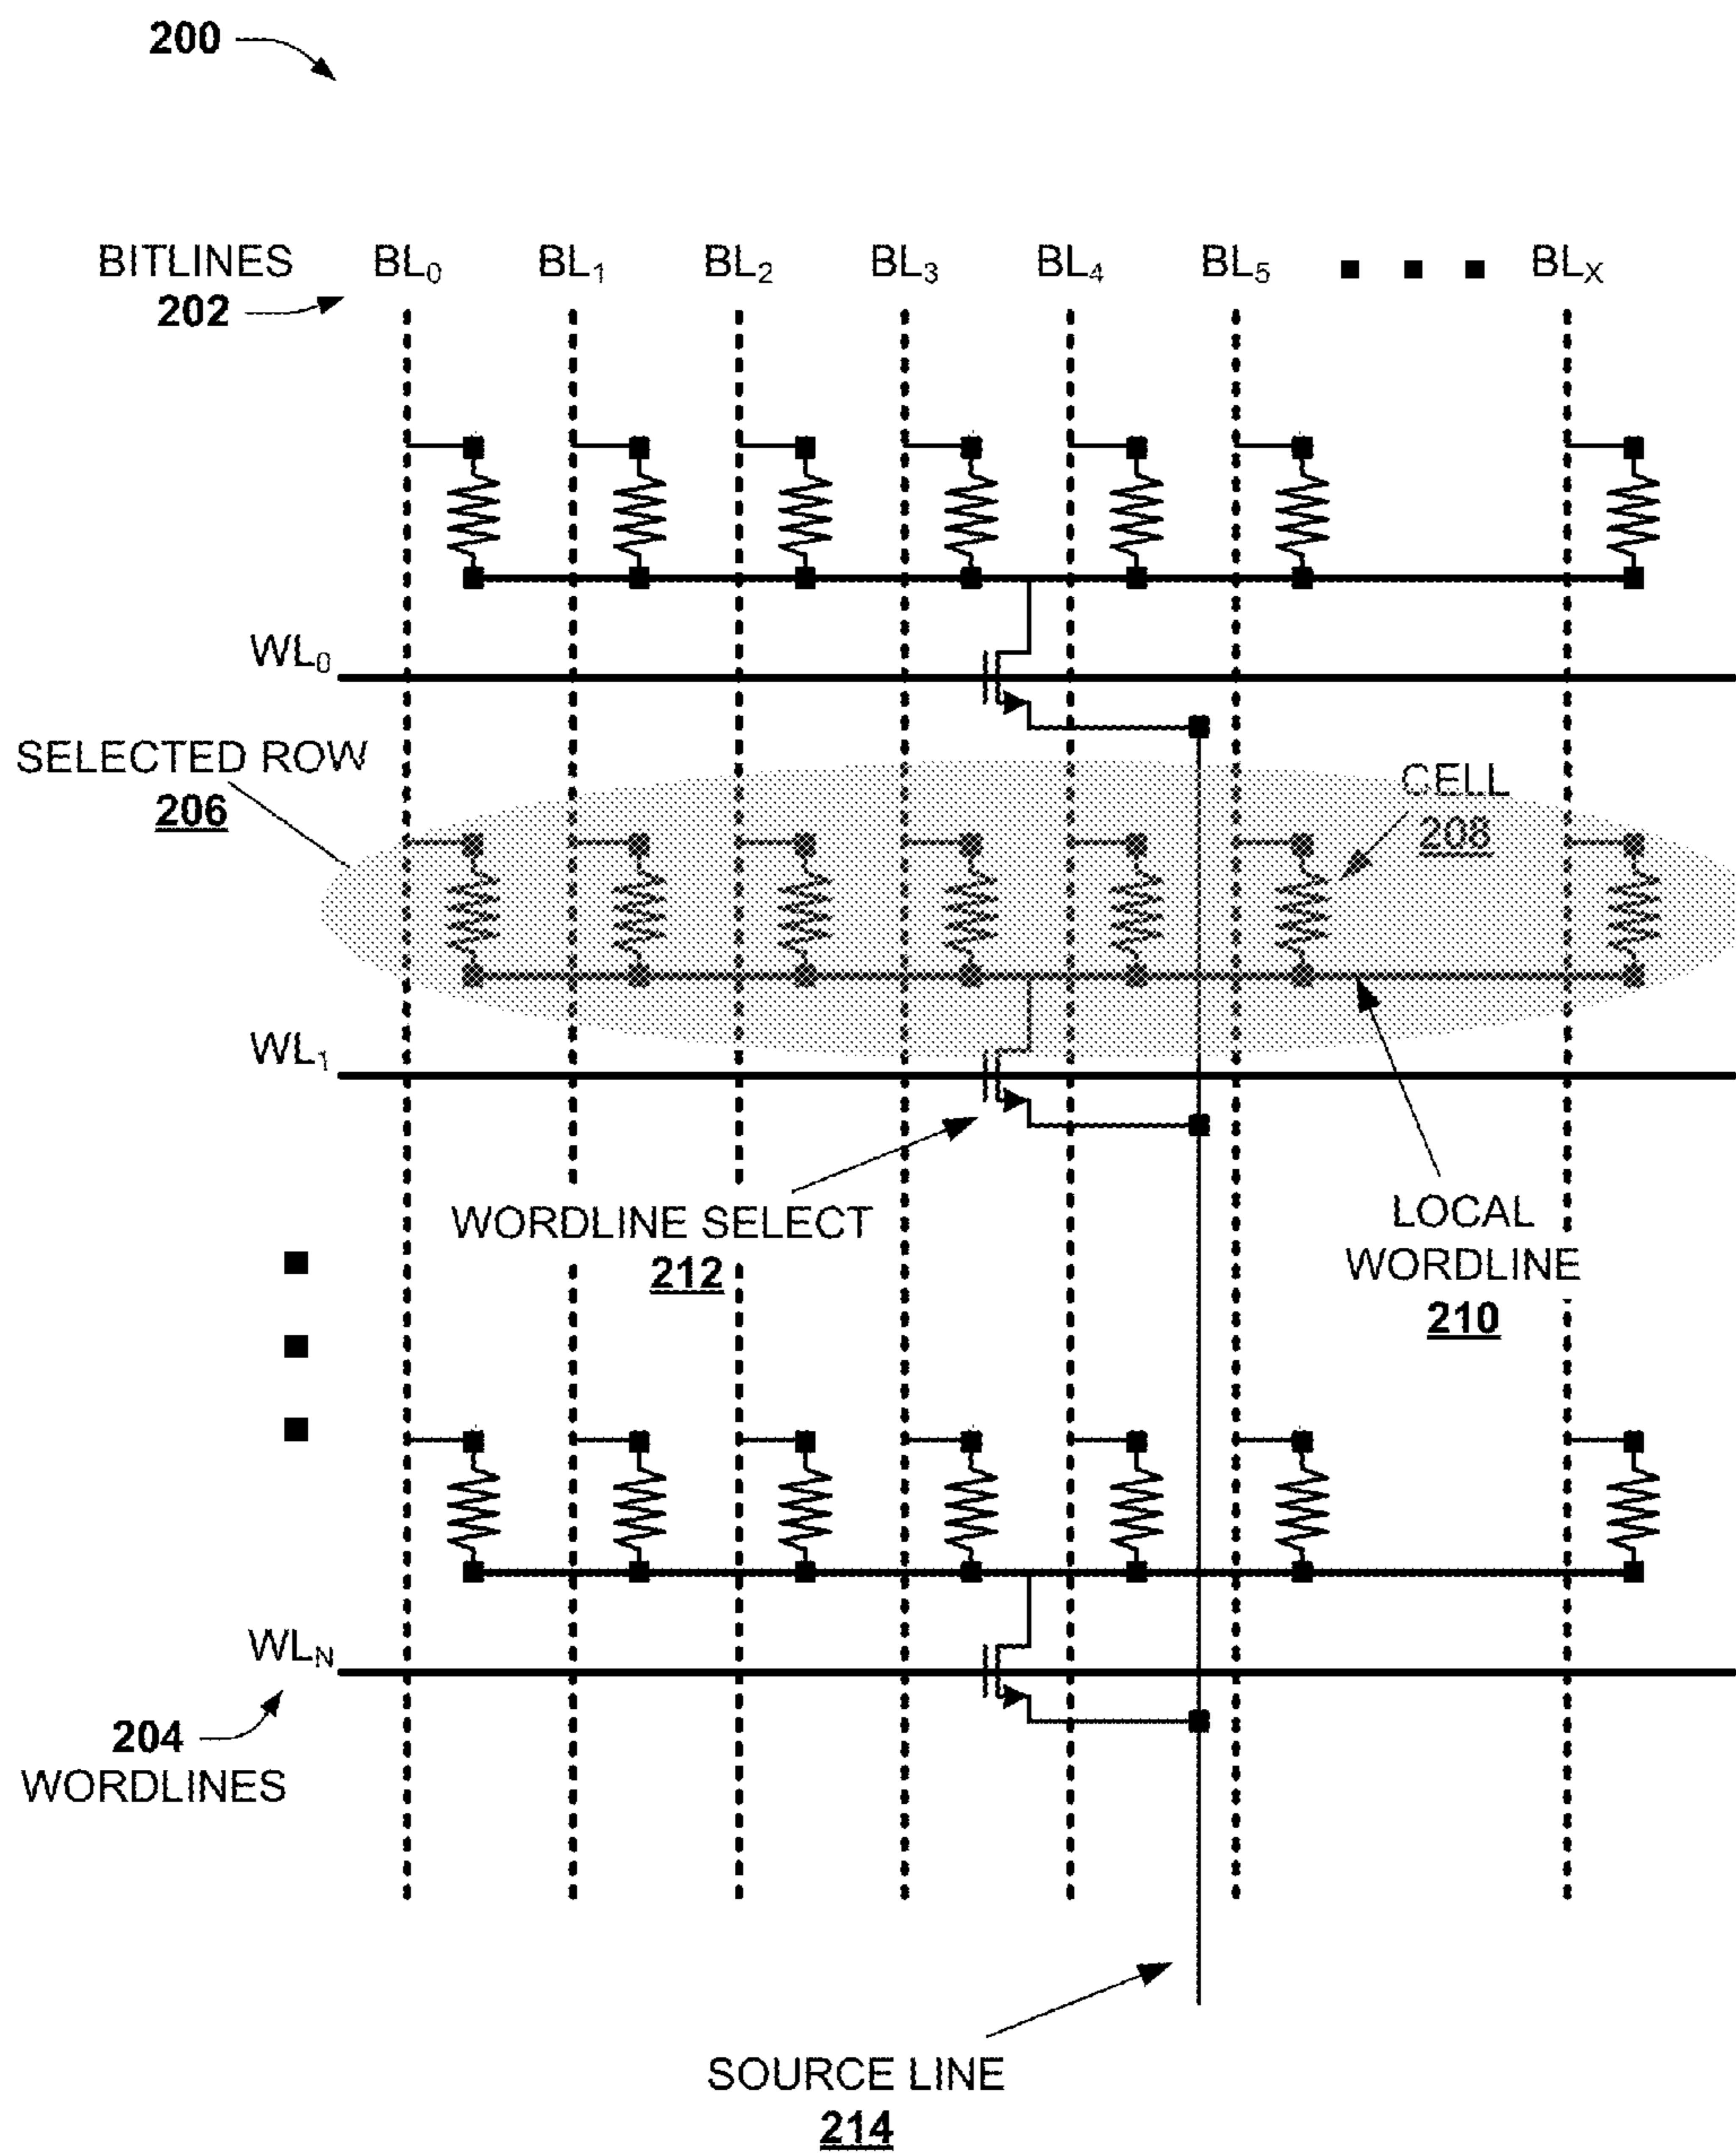 200
BITLINES
202
BL₀ BL₁ BL₂ BL₃ BL₄ BL₅ BLₓ
WL₀
SELECTED ROW
206
CELL
208
WL₁
WORDLINE SELECT
212
LOCAL
WORDLINE
210
WL_N
204
WORDLINES
SOURCE LINE
214